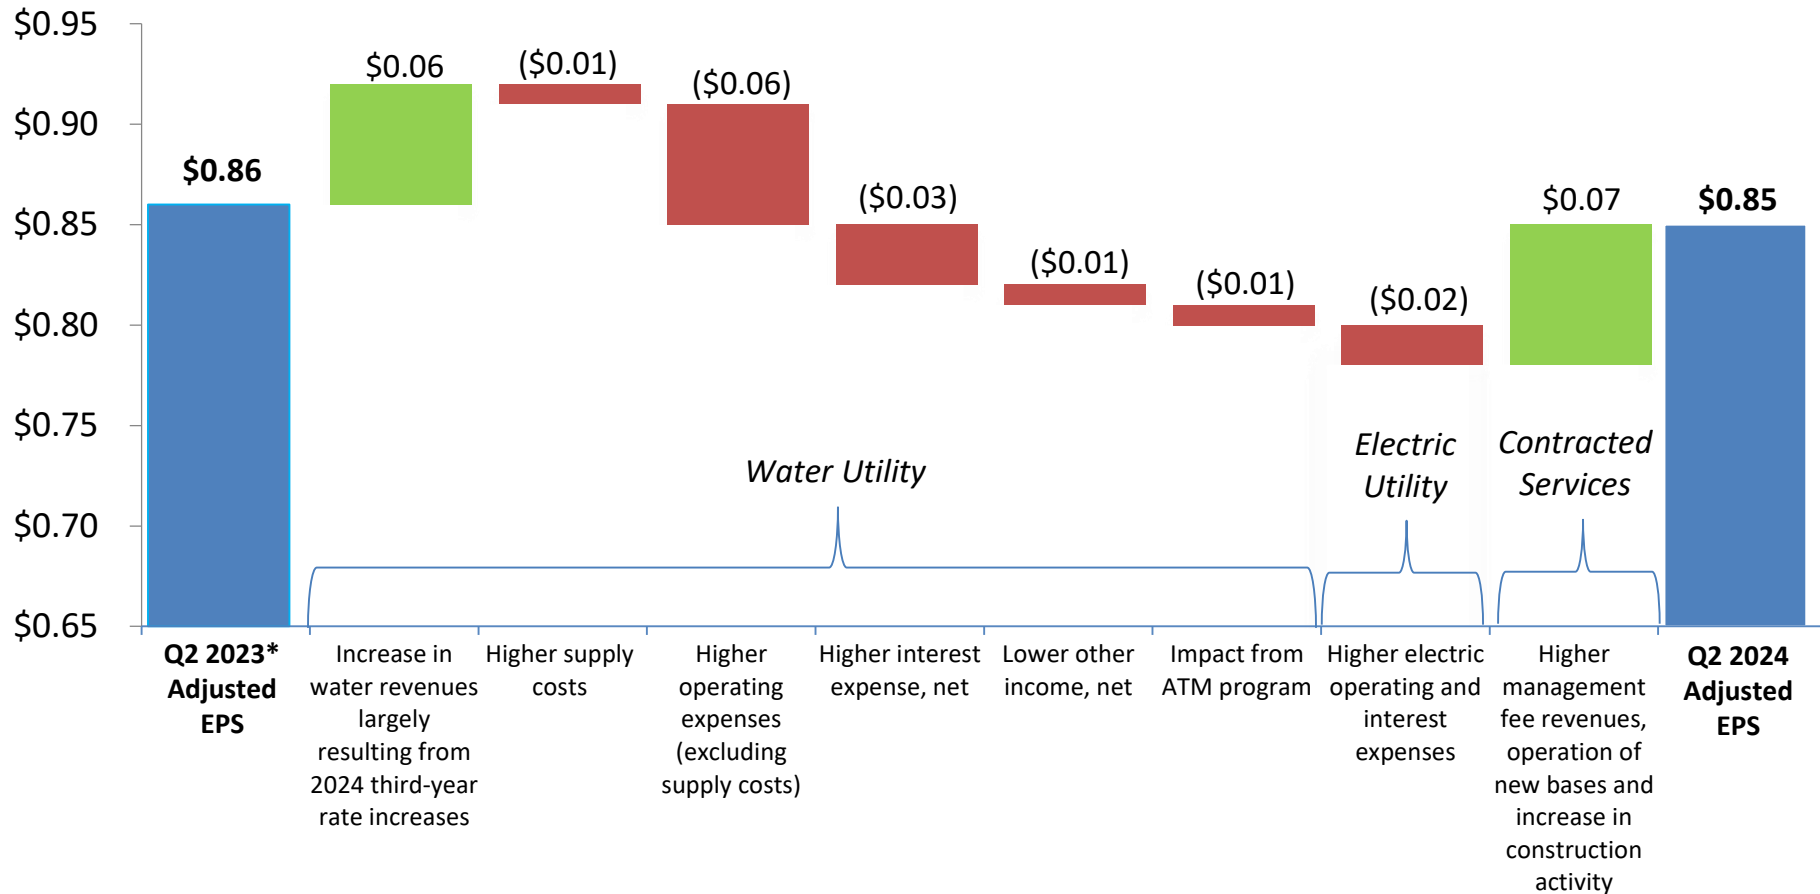 $0.95
$0.90
$0.85
$0.80
$0.75
$0.70
$0.65
$0.86
$0.06
($0.01)
($0.06)
($0.03)
($0.01)
($0.01)
($0.02)
$0.07
$0.85
Water Utility
Electric
Utility
Contracted
Services
Q2 2023*
Adjusted
EPS
Increase in
water revenues
largely
resulting from
2024 third-year
rate increases
Higher supply
costs
Higher
operating
expenses
(excluding
supply costs)
Higher interest
expense, net
Lower other
income, net
Impact from
ATM program
Higher electric
operating and
interest
expenses
Higher
management
fee revenues,
operation of
new bases and
increase in
construction
activity
Q2 2024
Adjusted
EPS